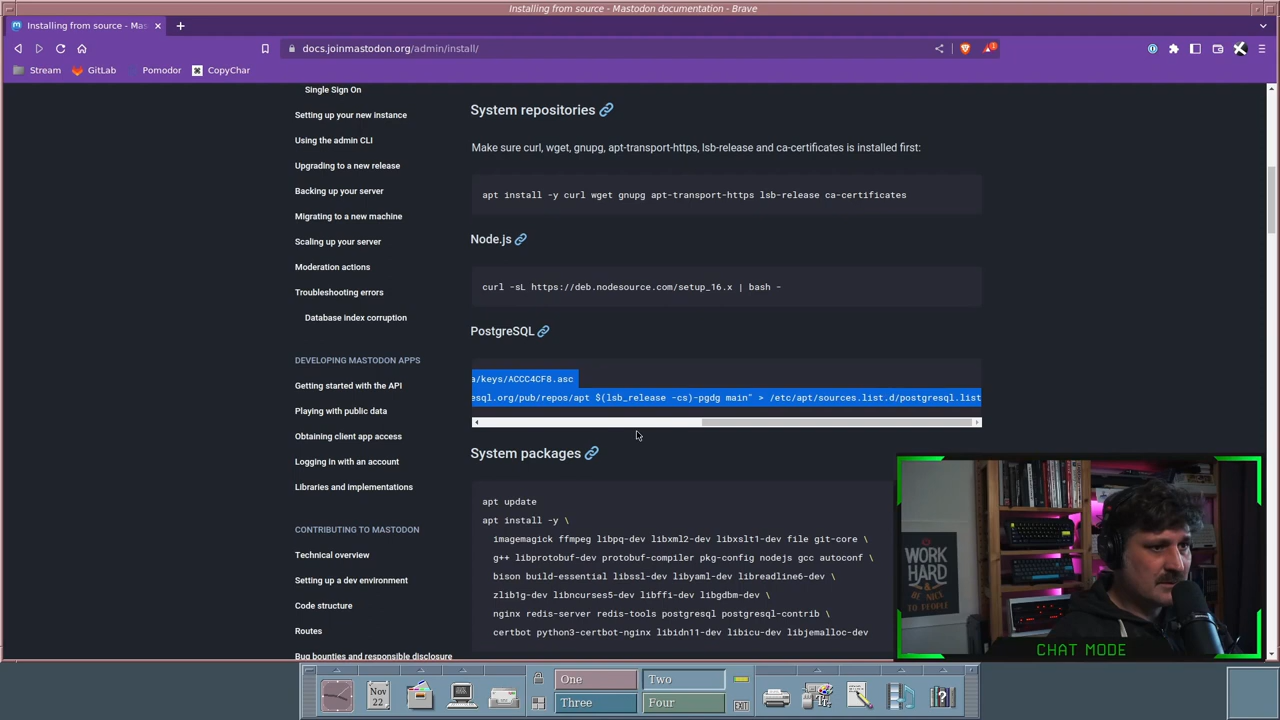 Installing from source - Mastodon documentation - Brave
Installing from source - Mas
docs.joinmastodon.org/admin/install/
Stream
GitLab
Pomodor
CopyChar
Single Sign On
Setting up your new instance
Using the admin CLI
Upgrading to a new release
Backing up your server
Migrating to a new machine
Scaling up your server
Moderation actions
Troubleshooting errors
Database index corruption
DEVELOPING MASTODON APPS
Getting started with the API
Playing with public data
Obtaining client app access
Logging in with an account
Libraries and implementations
CONTRIBUTING TO MASTODON
Technical overview
Setting up a dev environment
Code structure
Routes
Bug bounties and responsible disclosure
System repositories
Make sure curl, wget, gnupg, apt-transport-https, lsb-release and ca-certificates is installed first:
apt install -y curl wget gnupg apt-transport-https lsb-release ca-certificates
Node.js
curl -sL https://deb.nodesource.com/setup_16.x | bash -
PostgreSQL
a/keys/ACCC4CF8.asc
esql.org/pub/repos/apt $(lsb_release -cs)-pgdg main" > /etc/apt/sources.list.d/postgresql.list
System packages
apt update
apt install -y \
imagemagick ffmpeg libpq-dev libxml2-dev libxslt1-dev file git-core \
g++ libprotobuf-dev protobuf-compiler pkg-config nodejs gcc autoconf \
bison build-essential libssl-dev libyaml-dev libreadline6-dev \
zlib1g-dev libncurses5-dev libffi-dev libgdbm-dev \
nginx redis-server redis-tools postgresql postgresql-contrib \
certbot python3-certbot-nginx libidn11-dev libicu-dev libjemalloc-dev
WORK
HARD
& BE NICE
TO PEOPLE
CHAT MODE
Nov
22
One
Two
Three
Four
EXIT